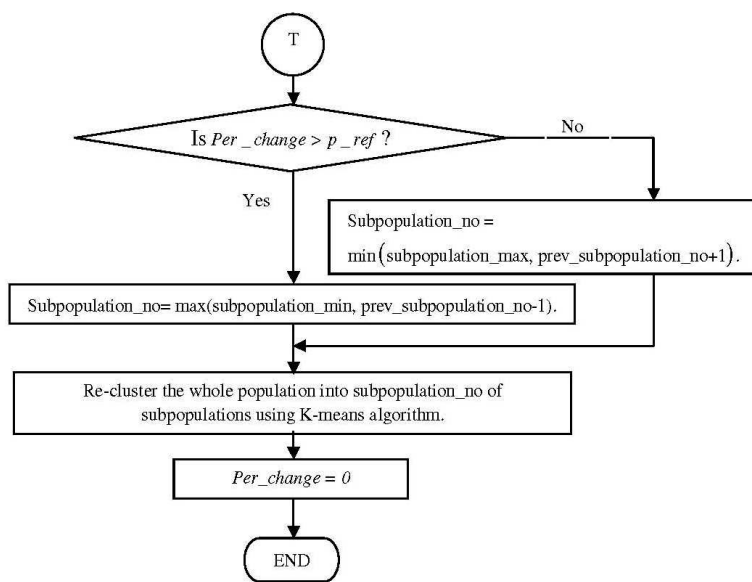 T
Is Per_change > p_ref ?
No
Yes
Subpopulation_no =
min(subpopulation_max, prev_subpopulation_no+1).
Subpopulation_no= max(subpopulation_min, prev_subpopulation_no-1).
Re-cluster the whole population into subpopulation_no of
subpopulations using K-means algorithm.
Per_change = 0
END